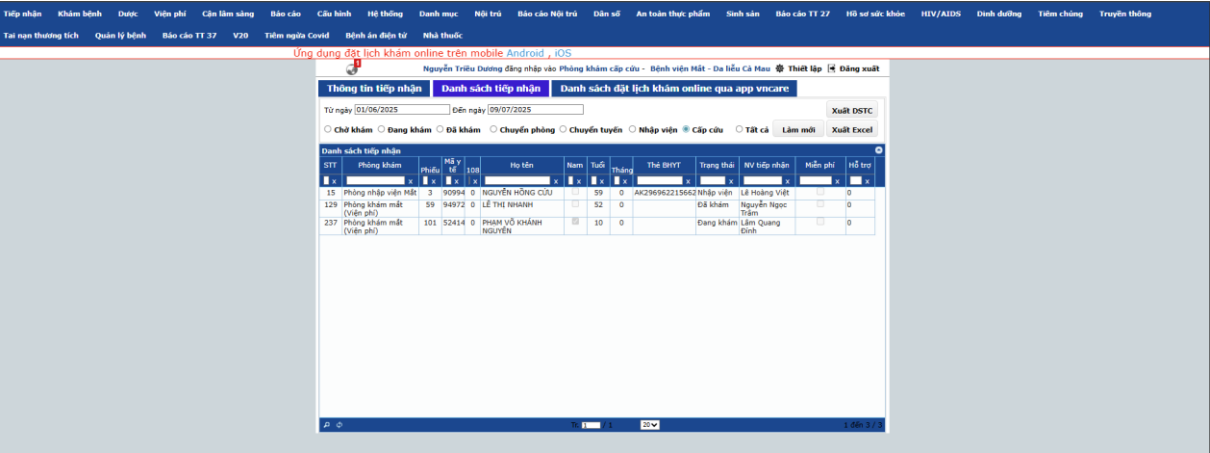 Tiếp nhận Khám bệnh Dược Viện phí Cận lâm sàng Báo cáo Cấu hình Hệ thống Danh mục Nội trú Báo cáo Nội trú Dân số An toàn thực phẩm Sinh sản Báo cáo TT 27 Hồ sơ sức khỏe HIV/AIDS Dinh dưỡng Tiêm chủng Truyền thông
Tai nạn thương tích Quản lý bệnh Báo cáo TT 37 V20 Tiêm ngừa Covid Bệnh án điện tử Nhà thuốc
Ứng dụng đặt lịch khám online trên mobile Android , iOS
1 Nguyễn Triều Dương đăng nhập vào Phòng khám cấp cứu - Bệnh viện Mắt - Da liễu Cà Mau Thiết lập Đăng xuất
Thông tin tiếp nhận Danh sách tiếp nhận Danh sách đặt lịch khám online qua app vncare
Từ ngày 01/06/2025 Đến ngày 09/07/2025 Xuất DSTC
Chờ khám Đang khám Đã khám Chuyển phòng Chuyển tuyến Nhập viện Cấp cứu Tất cả Làm mới Xuất Excel
Danh sách tiếp nhận
STT Phòng khám Phiếu Mã y tế 108 Họ tên Nam Tuổi Tháng Thẻ BHYT Trạng thái NV tiếp nhận Miễn phí Hỗ trợ
x x x x x x x x x x x x x x
15 Phòng nhập viện Mắt 3 90994 0 NGUYỄN HỒNG CỬU 59 0 AK296962215662 Nhập viện Lê Hoàng Việt 0
129 Phòng khám mắt 59 94972 0 LÊ THỊ NHANH 52 0 Đã khám Nguyễn Ngọc 0
(Viện phí) Trâm
237 Phòng khám mắt 101 52414 0 PHẠM VÕ KHÁNH 10 0 Đang khám Lâm Quang 0
(Viện phí) NGUYÊN Đính
Tr. 1 / 1 20 1 đến 3 / 3